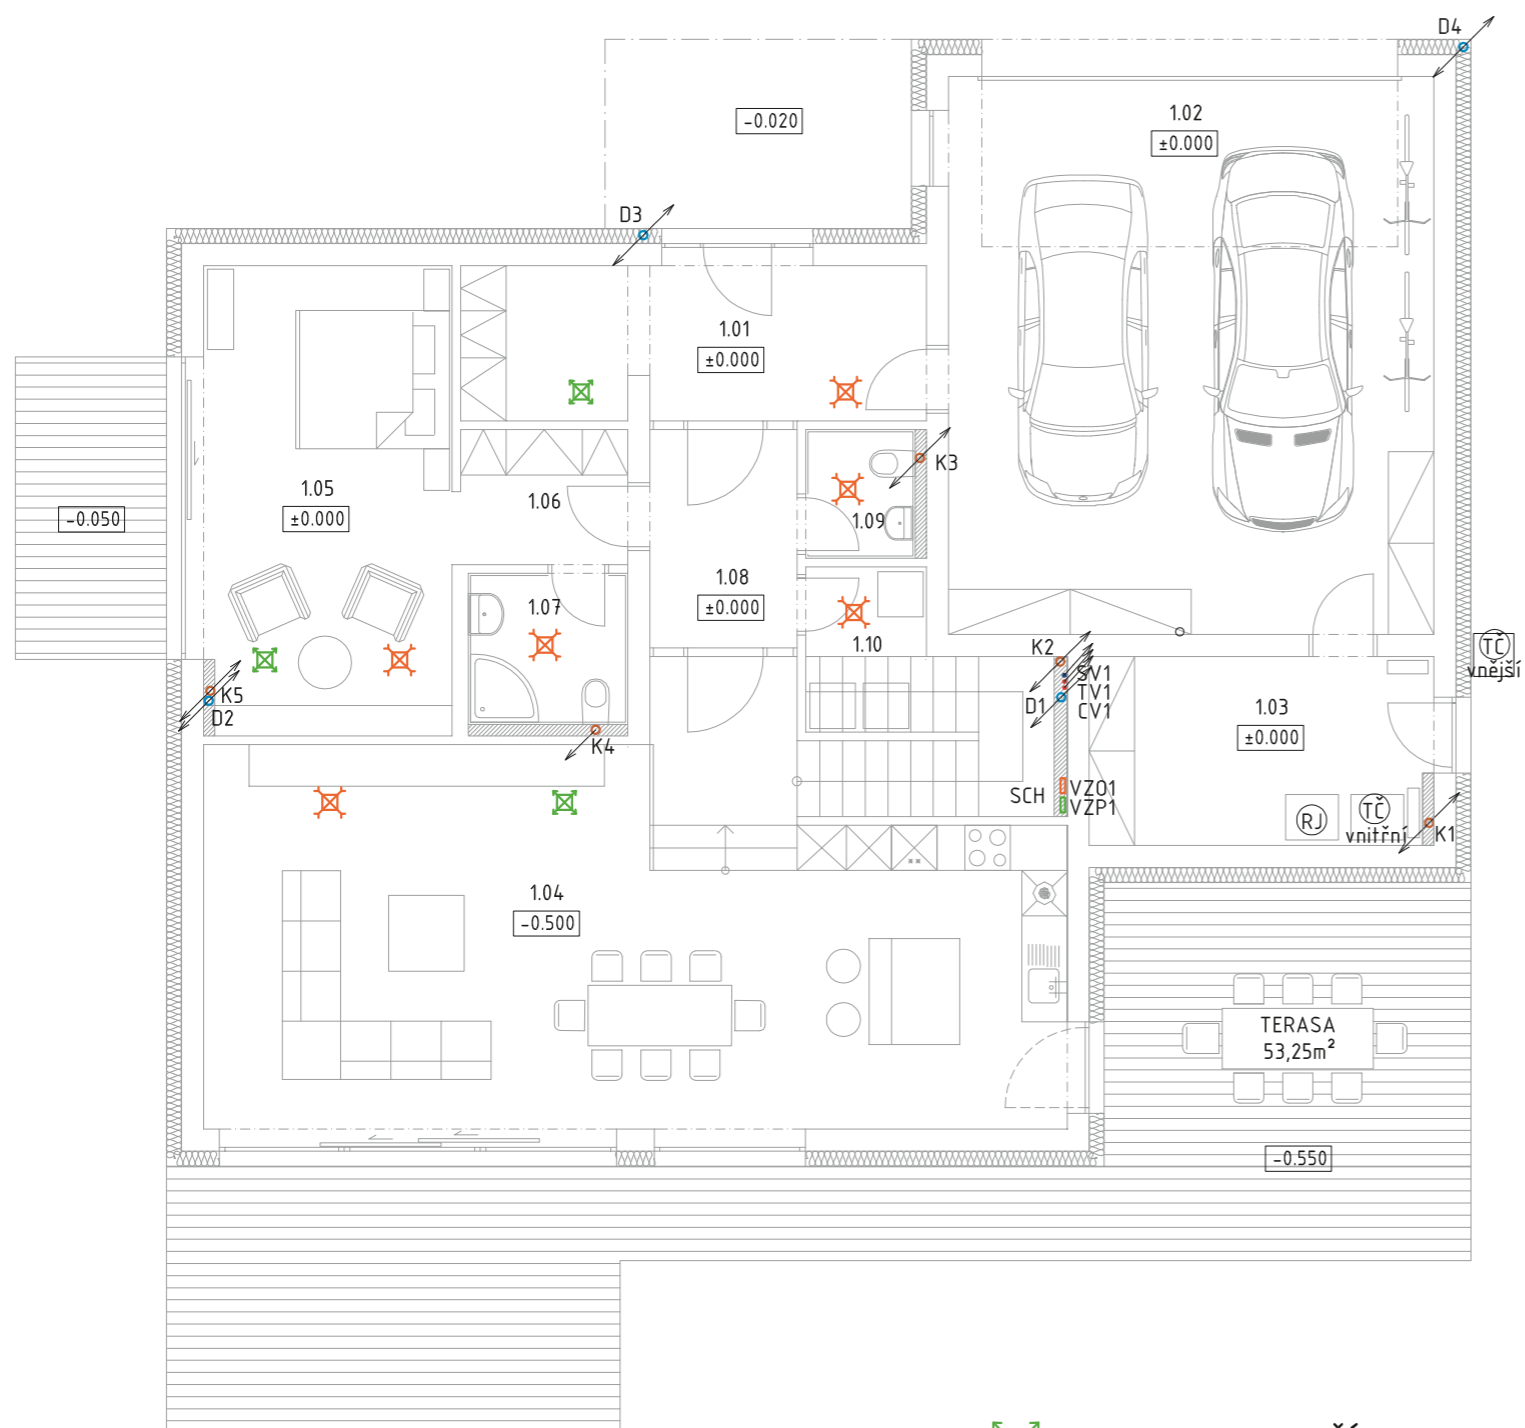 D4
-0.020
1.02
±0.000
D3
1.01
±0.000
K3
1.05
±0.000
1.06
1.09
-0.050
1.08
±0.000
1.07
1.10
K2
TČ
vnější
SV1
TV1
CV1
D1
K5
D2
1.03
±0.000
K4
SCH
VZO1
VZP1
RJ
TČ
vnitřní
K1
1.04
-0.500
TERASA
53,25m²
-0.550